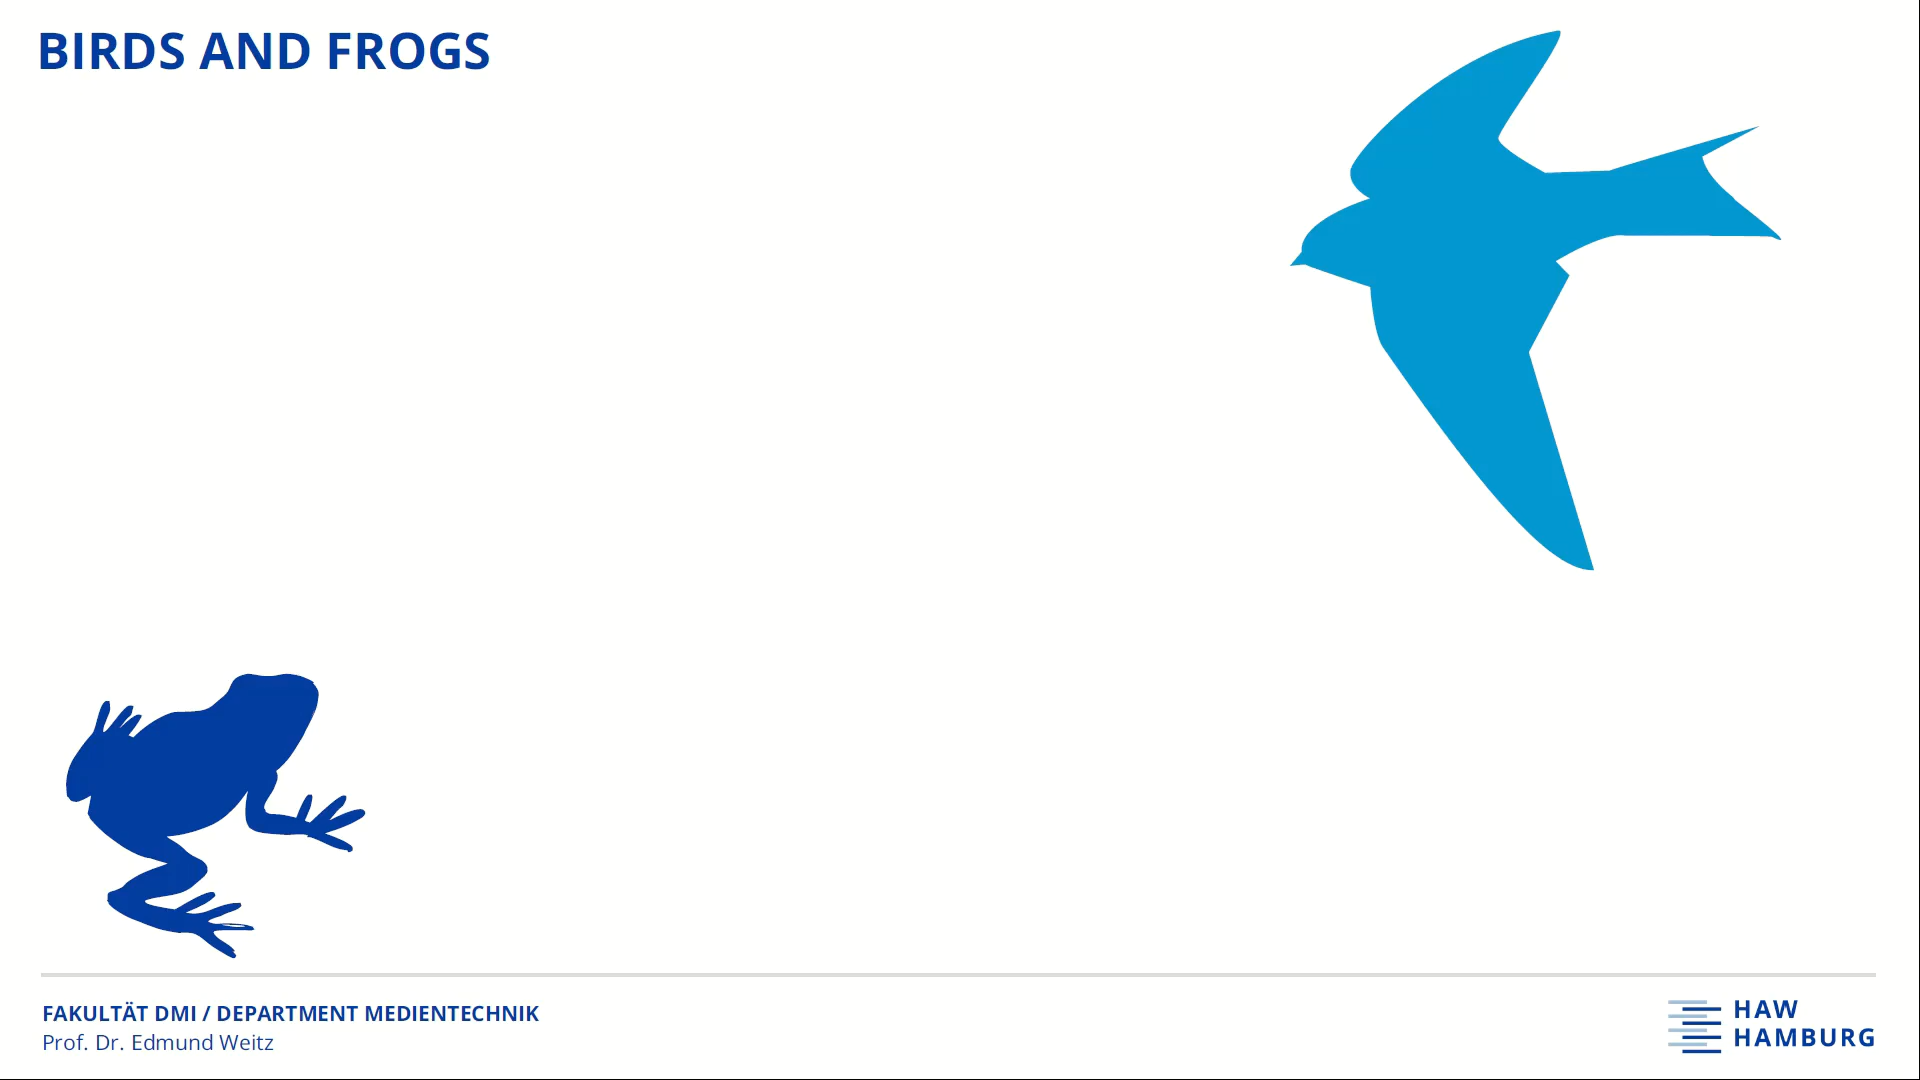 BIRDS AND FROGS
FAKULTÄT DMI / DEPARTMENT MEDIENTECHNIK
Prof. Dr. Edmund Weitz
HAW
HAMBURG